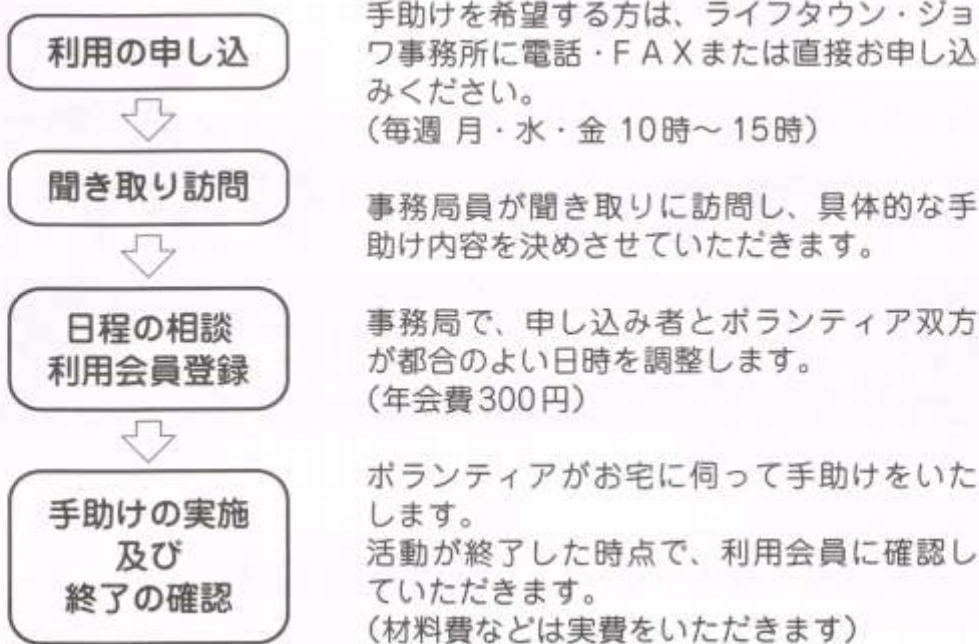 利用の申し込
手助けを希望する方は、ライフタウン・ジョ
ワ事務所に電話・ＦＡＸまたは直接お申し込
みください。
(毎週 月・水・金 10時～15時)
聞き取り訪問
事務局員が聞き取りに訪問し、具体的な手
助け内容を決めさせていただきます。
日程の相談
利用会員登録
事務局で、申し込み者とボランティア双方
が都合のよい日時を調整します。
(年会費300円)
手助けの実施
及び
終了の確認
ボランティアがお宅に伺って手助けをいた
します。
活動が終了した時点で、利用会員に確認し
ていただきます。
(材料費などは実費をいただきます)